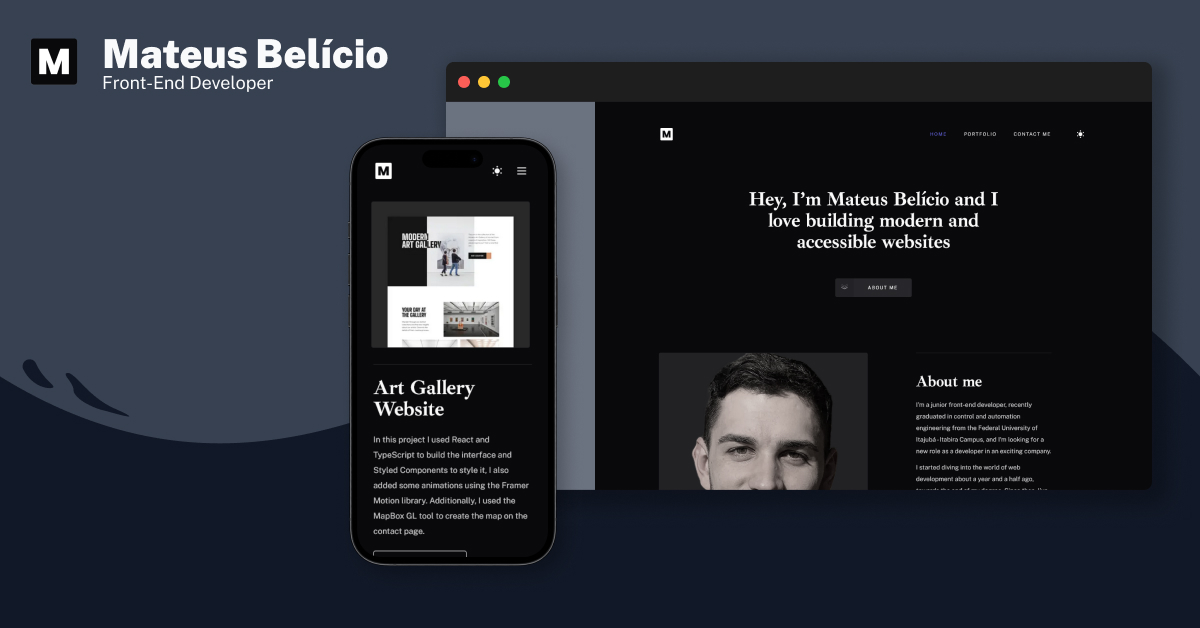 M
Mateus Belício
Front-End Developer
M
HOME PORTFOLIO CONTACT ME
Hey, I'm Mateus Belício and I
love building modern and
accessible websites
ABOUT ME
About me
I'm a junior front-end developer, recently
graduated in control and automation
engineering from the Federal University of
Itajubá - Itabira Campus, and I'm looking for a
new role as a developer in an exciting company.
I started diving into the world of web
development about a year and a half ago,
M
MODERN
ART GALLERY
YOUR DAY AT
THE GALLERY
Art Gallery
Website
In this project I used React and
TypeScript to build the interface and
Styled Components to style it, I also
added some animations using the Framer
Motion library. Additionally, I used the
MapBox GL tool to create the map on the
contact page.